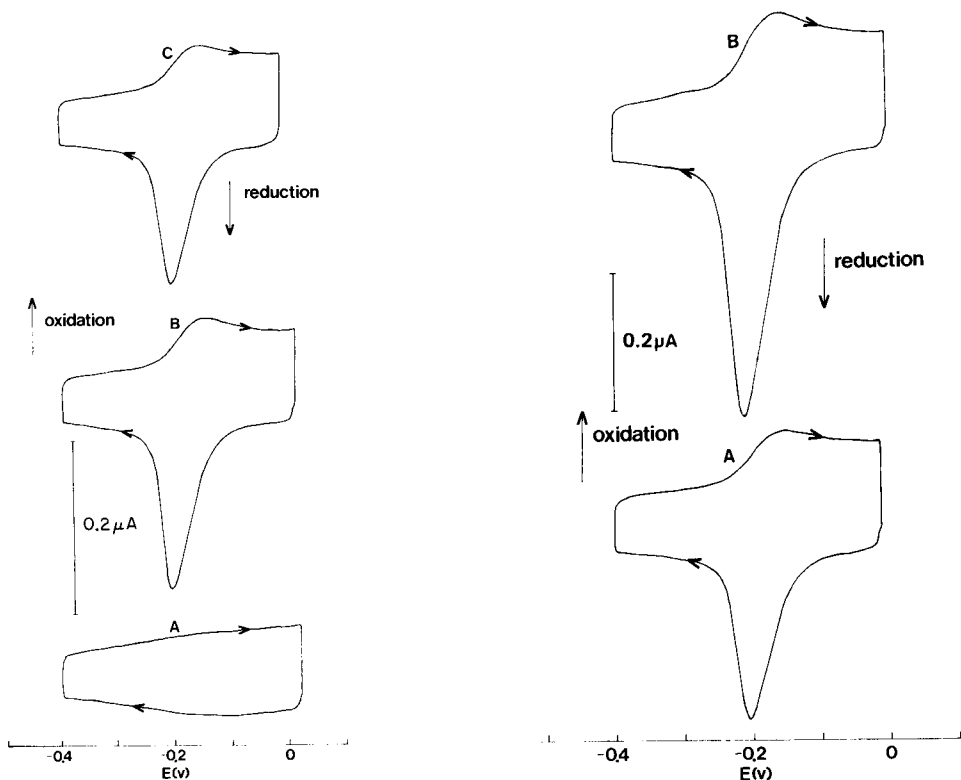 C
reduction
oxidation
B
0.2 μA
A
-0.4
-0.2
0
E(v)
B
reduction
0.2 μA
oxidation
A
-0.4
-0.2
0
E(v)